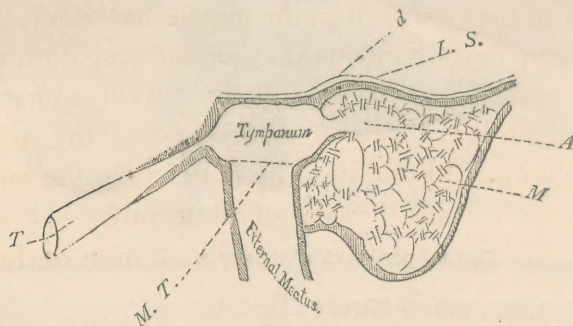 d
L. S.
Tympanum
A
M
T
External Meatus.
M. T.